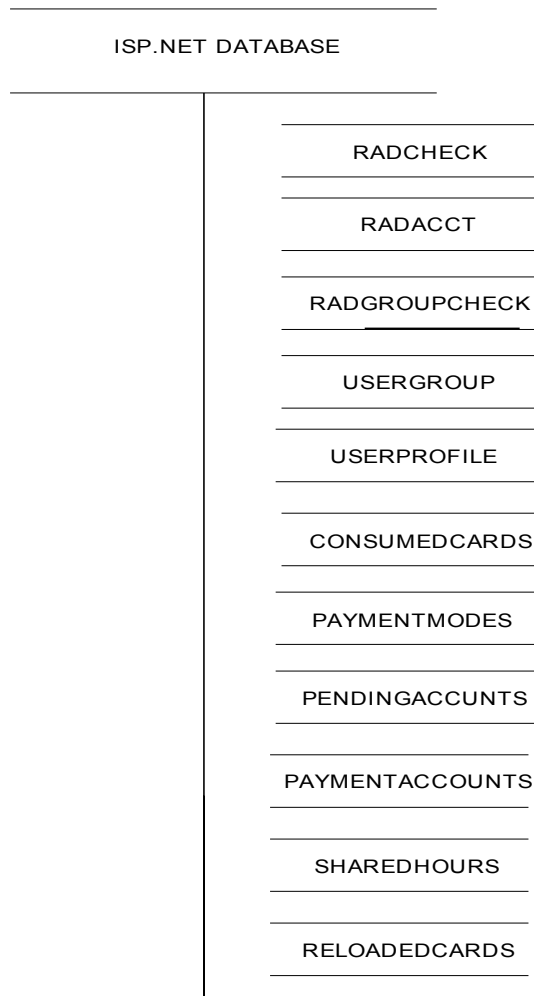 ISP.NET DATABASE
RADCHECK
RADACCT
RADGROUPCHECK
USERGROUP
USERPROFILE
CONSUMEDCARDS
PAYMENTMODES
PENDINGACCUNTS
PAYMENTACCOUNTS
SHAREDHOURS
RELOADEDCARDS